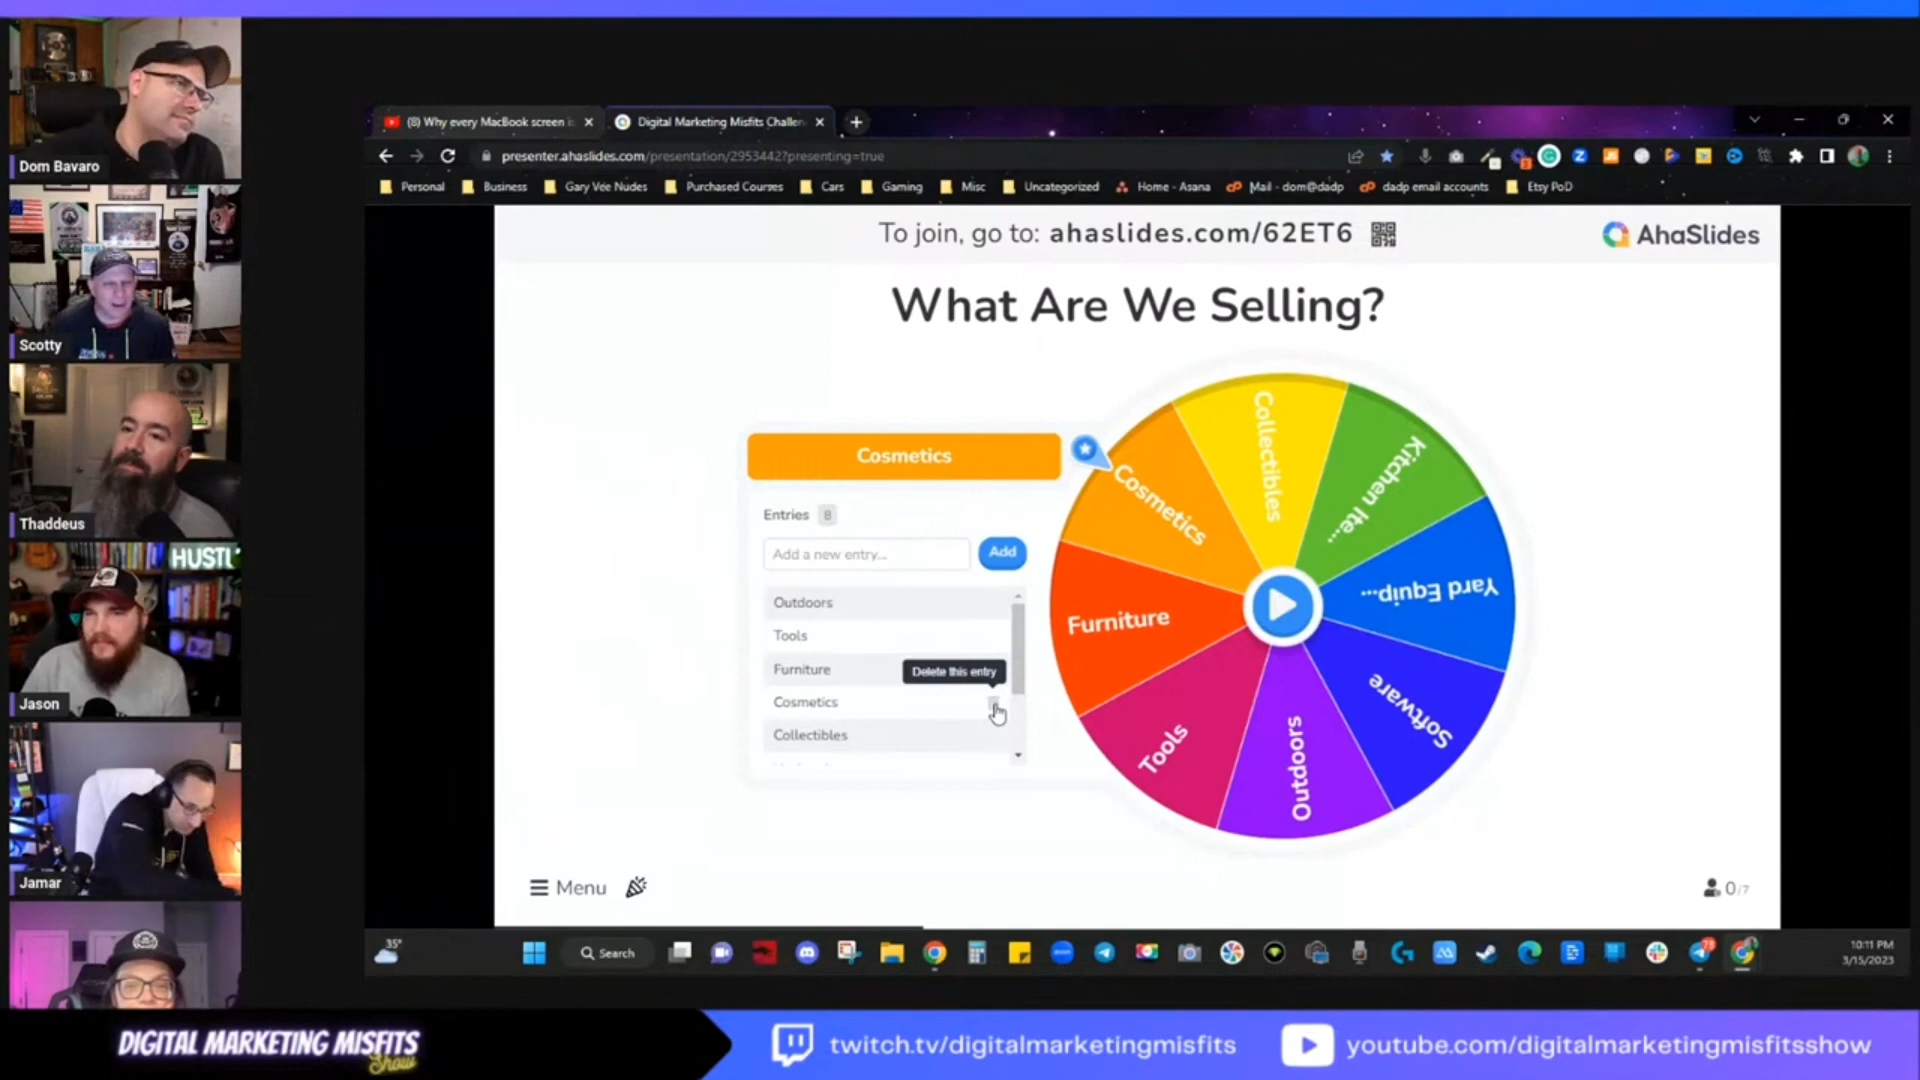 Dom Bavaro
Scotty
Thaddeus
HUSTL
Jason
Jamar
(8) Why every MacBook screen is
Digital Marketing Misfits Challen
presenter.ahaslides.com/presentation/2953442?presenting=true
Personal
Business
Gary Vee Nudes
Purchased Courses
Cars
Gaming
Misc
Uncategorized
Home - Asana
Mail - dom@dadp
dadp email accounts
Etsy PoD
To join, go to: ahaslides.com/62ET6
AhaSlides
What Are We Selling?
Cosmetics
Entries 8
Add a new entry...
Add
Outdoors
Tools
Furniture
Delete this entry
Cosmetics
Collectibles
Collectibles
Kitchen Ite...
Yard Equip...
Software
Outdoors
Tools
Furniture
Cosmetics
Menu
0/7
35°
Search
73
10:11 PM
3/15/2023
DIGITAL MARKETING MISFITS
Show
twitch.tv/digitalmarketingmisfits
youtube.com/digitalmarketingmisfitsshow